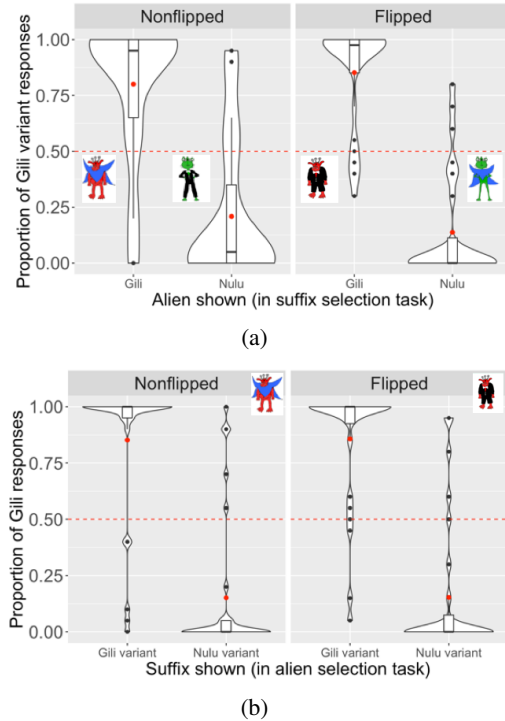 Nonflipped Flipped
Proportion of Gili variant responses
1.00
0.75
0.50
0.25
0.00
Gili Nulu Gili Nulu
Alien shown (in suffix selection task)
(a)
Nonflipped Flipped
Proportion of Gili responses
1.00
0.75
0.50
0.25
0.00
Gili variant Nulu variant Gili variant Nulu variant
Suffix shown (in alien selection task)
(b)